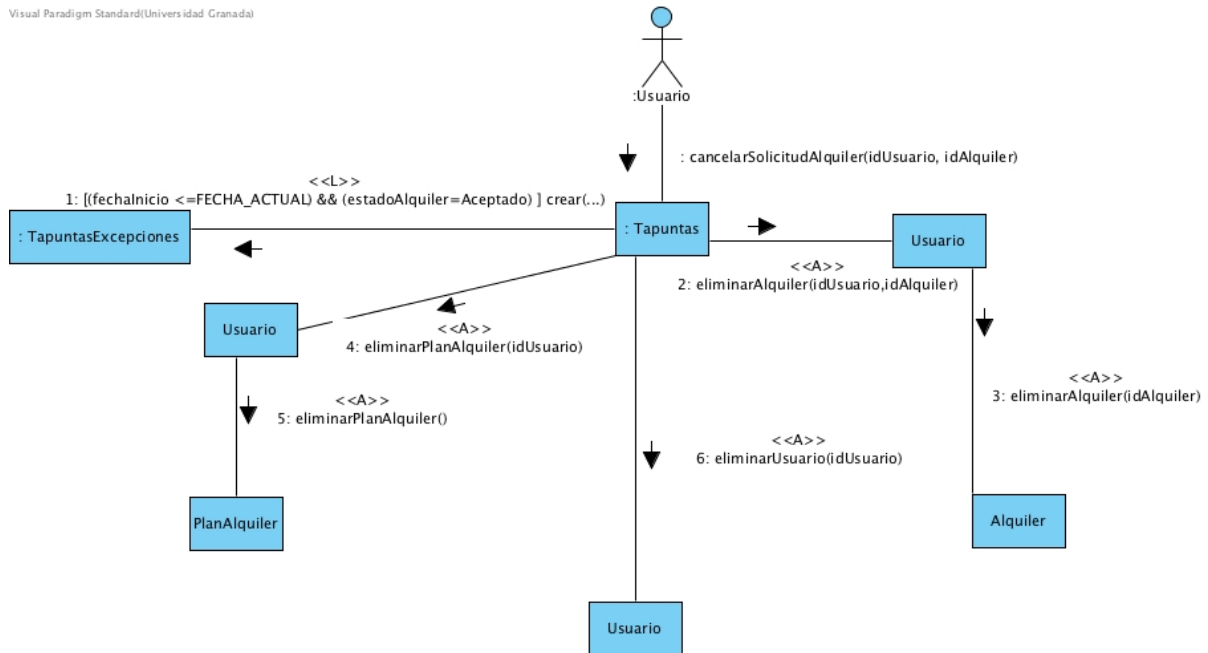 Visual Paradigm Standard(Universidad Granada)
:Usuario
: cancelarSolicitudAlquiler(idUsuario, idAlquiler)
<<L>>
1: [(fechaInicio <=FECHA_ACTUAL) && (estadoAlquiler=Aceptado) ] crear(...)
: TapuntasExcepciones
: Tapuntas
Usuario
<<A>>
2: eliminarAlquiler(idUsuario,idAlquiler)
Usuario
<<A>>
4: eliminarPlanAlquiler(idUsuario)
<<A>>
3: eliminarAlquiler(idAlquiler)
<<A>>
5: eliminarPlanAlquiler()
<<A>>
6: eliminarUsuario(idUsuario)
PlanAlquiler
Alquiler
Usuario